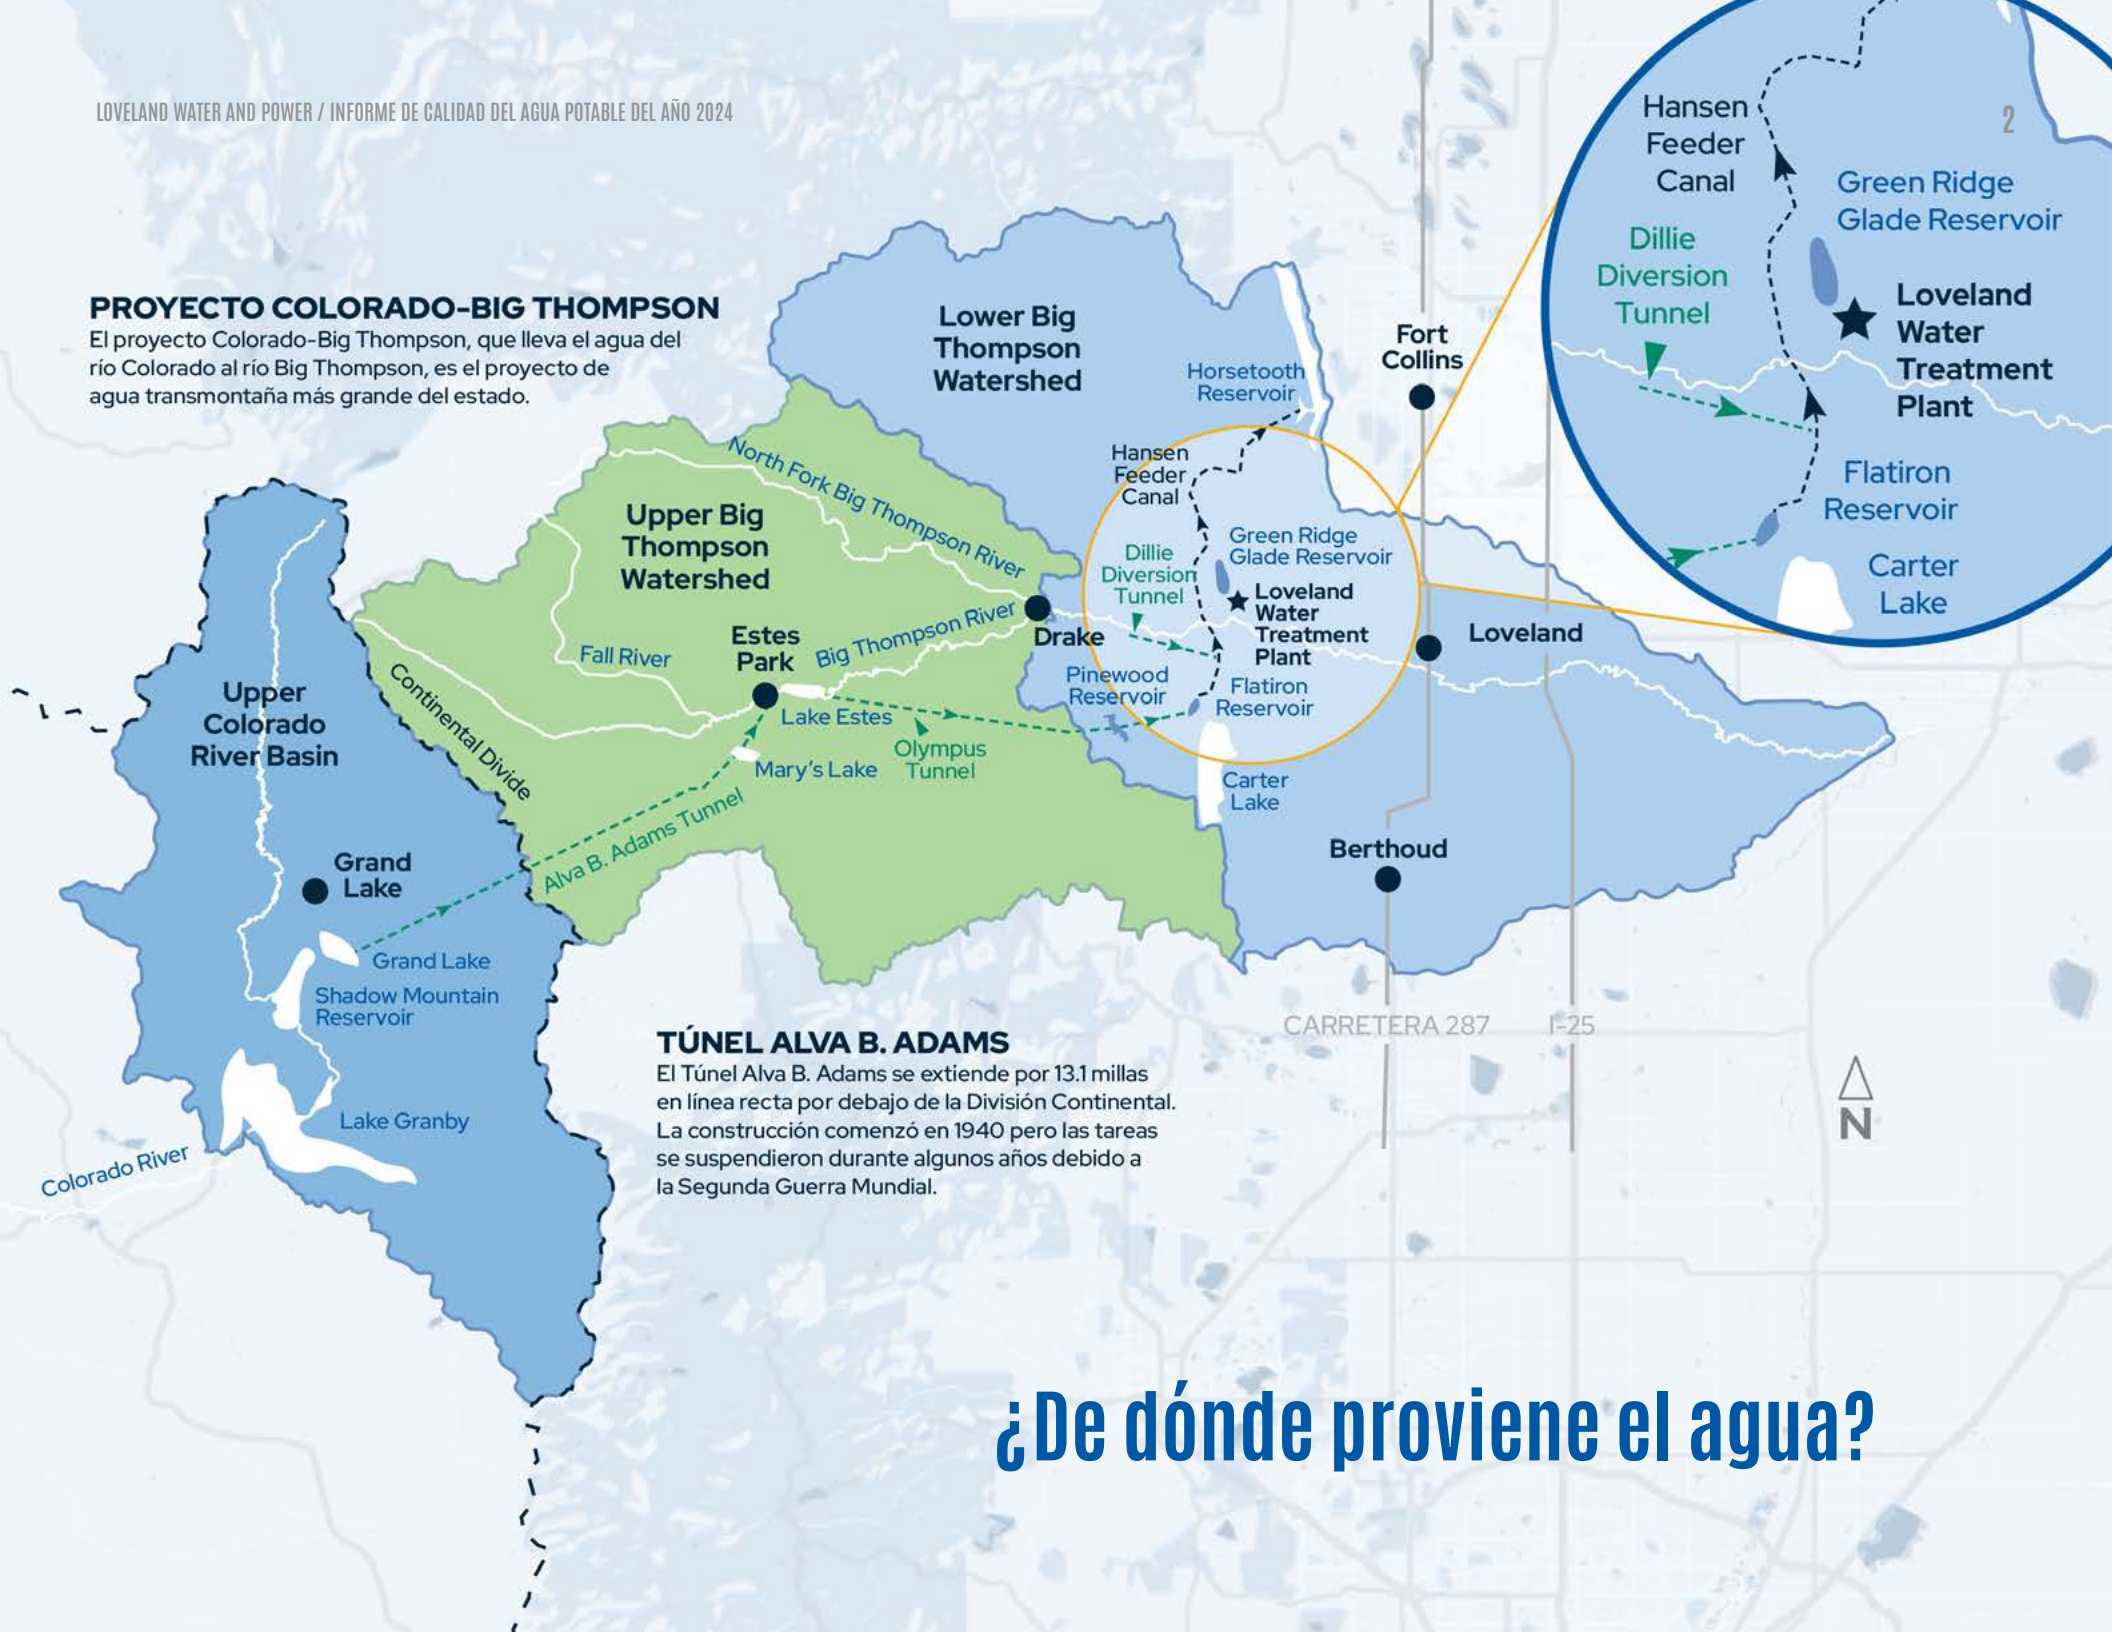 LOVELAND WATER AND POWER / INFORME DE CALIDAD DEL AGUA POTABLE DEL AÑO 2024
2
PROYECTO COLORADO-BIG THOMPSON
El proyecto Colorado-Big Thompson, que lleva el agua del
río Colorado al río Big Thompson, es el proyecto de
agua transmontaña más grande del estado.
Hansen
Feeder
Canal
Green Ridge
Glade Reservoir
Dillie
Diversion
Tunnel
Loveland
Water
Treatment
Plant
Flatiron
Reservoir
Carter
Lake
Lower Big
Thompson
Watershed
Horsetooth
Reservoir
Fort
Collins
Hansen
Feeder
Canal
North Fork Big Thompson River
Upper Big
Thompson
Watershed
Green Ridge
Glade Reservoir
Dillie
Diversion
Tunnel
Loveland
Water
Treatment
Plant
Loveland
Drake
Big Thompson River
Estes
Park
Fall River
Pinewood
Reservoir
Flatiron
Reservoir
Lake Estes
Olympus
Tunnel
Mary's Lake
Carter
Lake
Continental Divide
Upper
Colorado
River Basin
Alva B. Adams Tunnel
Berthoud
Grand
Lake
Grand Lake
Shadow Mountain
Reservoir
Lake Granby
Colorado River
CARRETERA 287
I-25
N
TÚNEL ALVA B. ADAMS
El Túnel Alva B. Adams se extiende por 13.1 millas
en línea recta por debajo de la División Continental.
La construcción comenzó en 1940 pero las tareas
se suspendieron durante algunos años debido a
la Segunda Guerra Mundial.
¿De dónde proviene el agua?